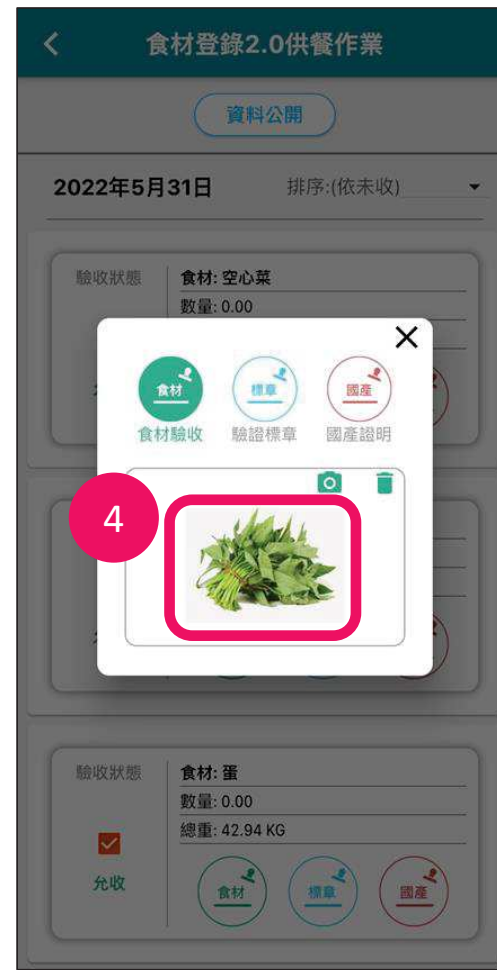 食材登錄2.0供餐作業
資料公開
2022年5月31日 排序:(依未收)
驗收狀態 食材: 空心菜
數量: 0.00
食材 標章 國產
食材驗收 驗證標章 國產證明
4
驗收狀態 食材: 蛋
數量: 0.00
總重: 42.94 KG
允收 食材 標章 國產